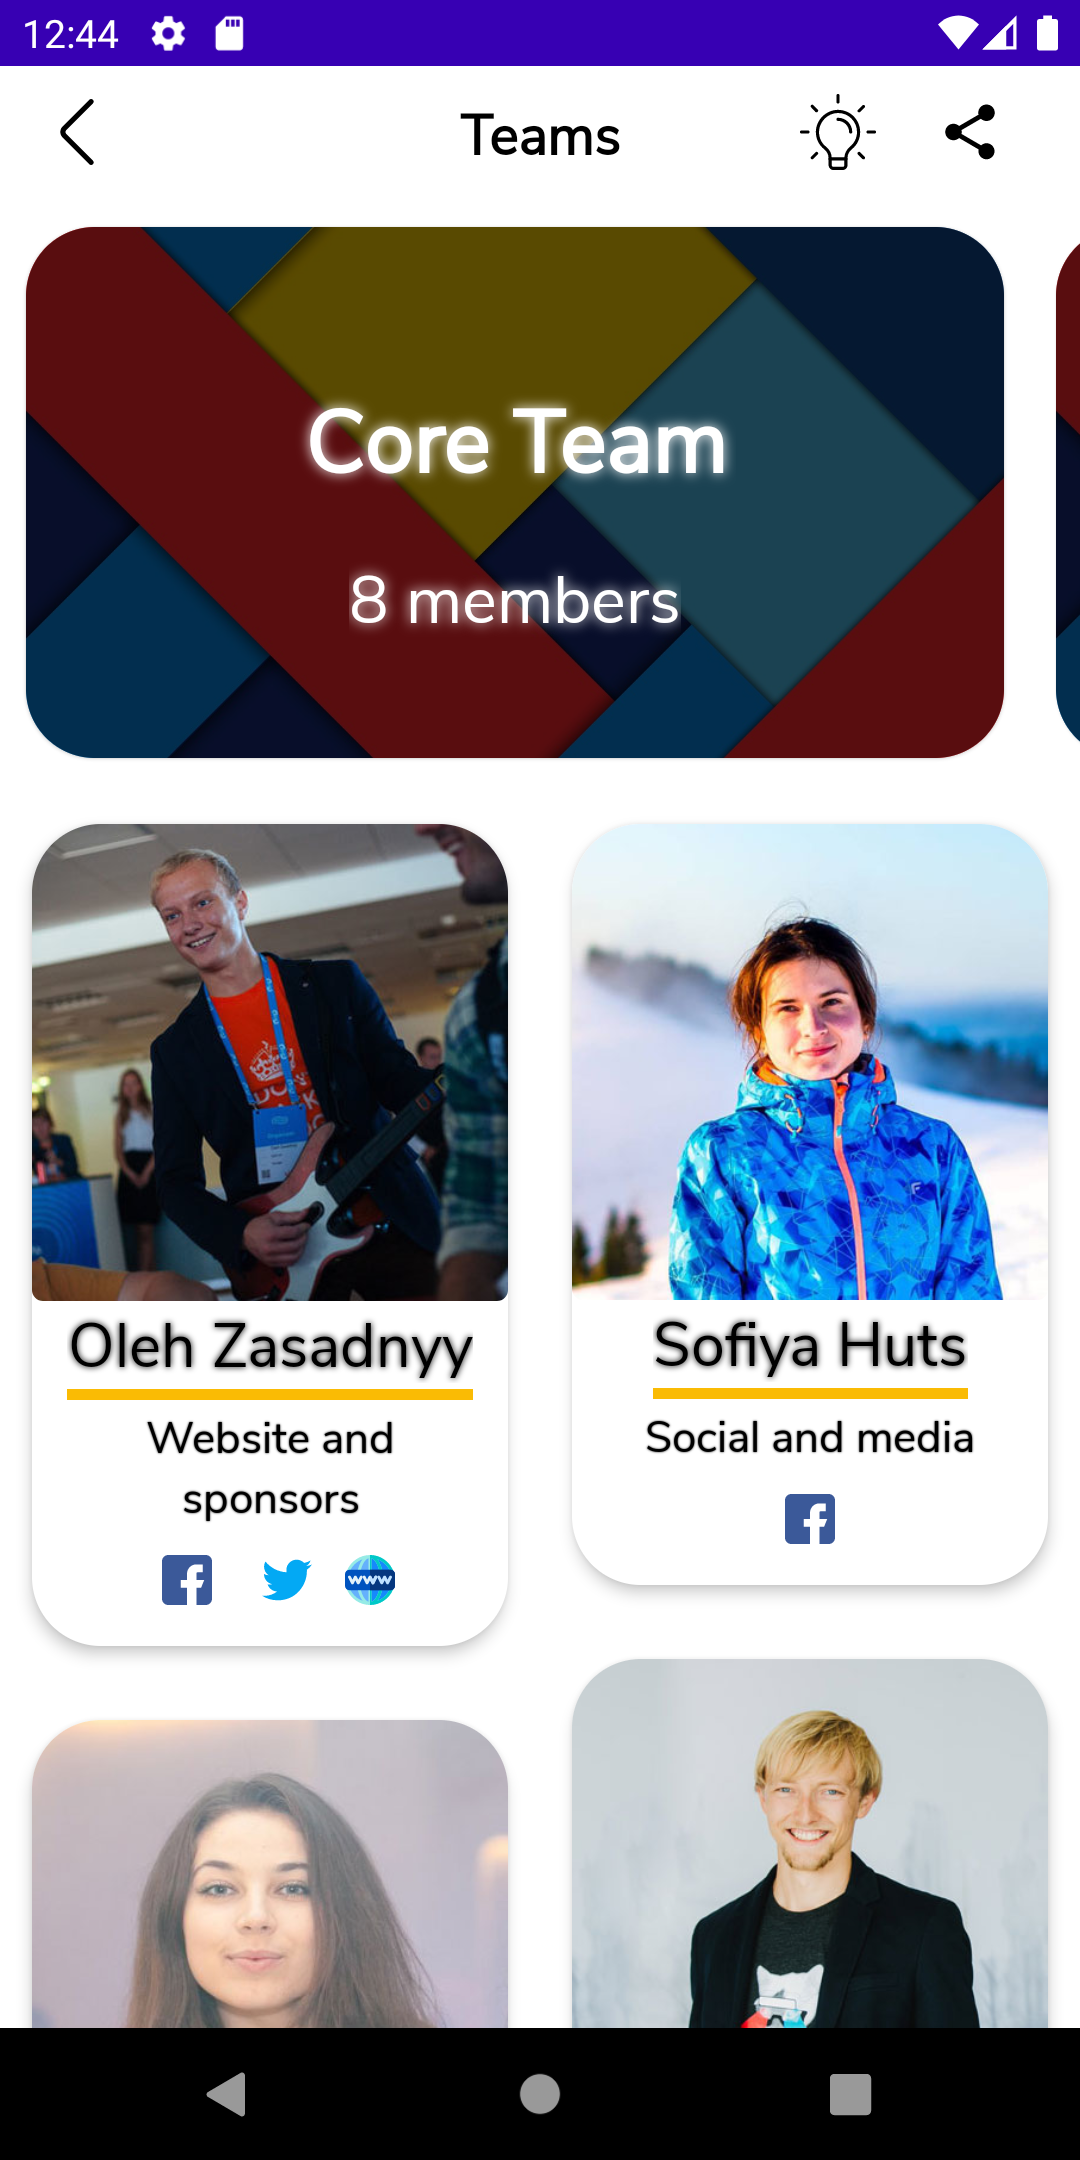 12:44
Teams
Core Team
8 members
Oleh Zasadnyy
Website and
sponsors
www
Sofiya Huts
Social and media